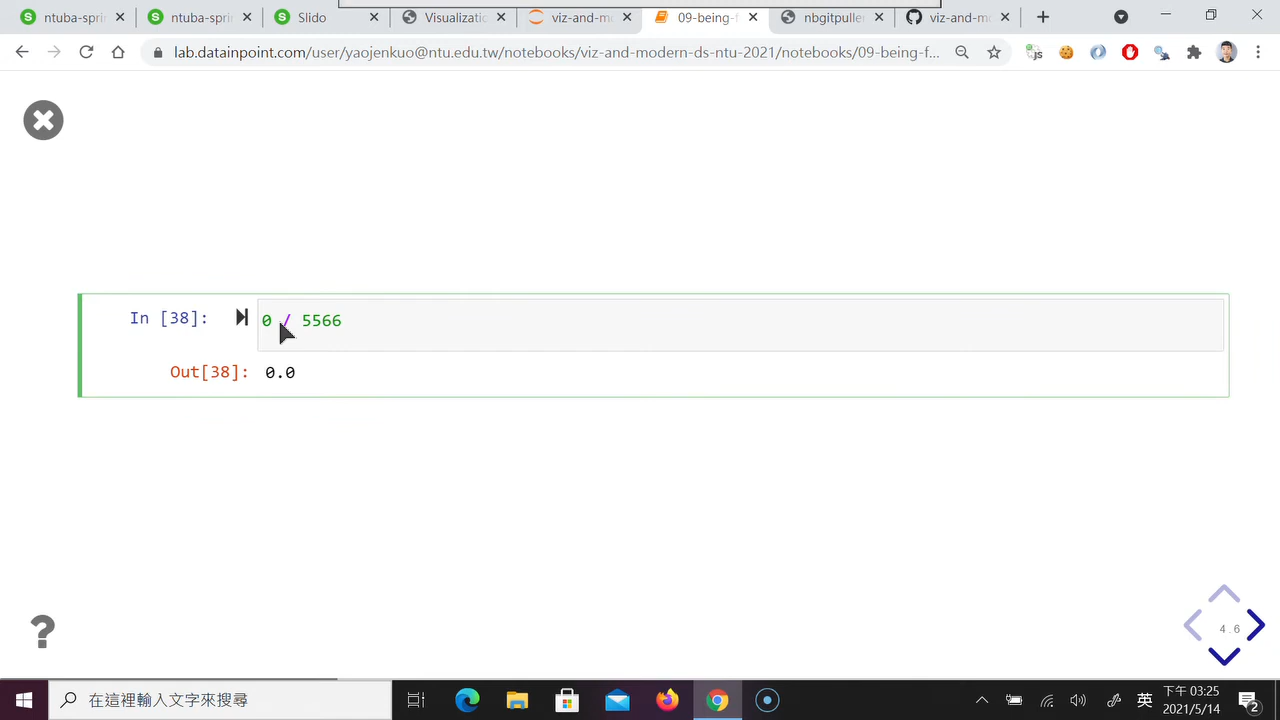 ntuba-spri
ntuba-spri
Slido
Visualizatio
viz-and-mo
09-being-f
nbgitpuller
viz-and-mo
lab.datainpoint.com/user/yaojenkuo@ntu.edu.tw/notebooks/viz-and-modern-ds-ntu-2021/notebooks/09-being-f...
JS
In [38]:
0 / 5566
Out[38]:
0.0
?
4.6
在這裡輸入文字來搜尋
英
下午 03:25
2021/5/14
2